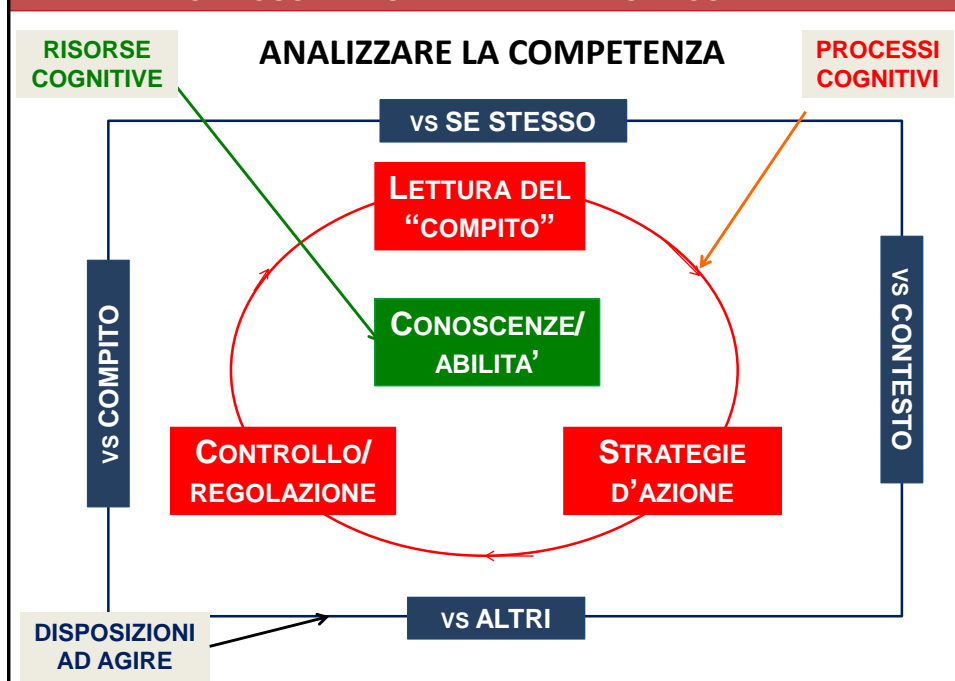 ANALIZZARE LA COMPETENZA
RISORSE
COGNITIVE
PROCESSI
COGNITIVI
VS SE STESSO
LETTURA DEL
“COMPITO”
VS COMPITO
VS CONTESTO
CONOSCENZE/
ABILITA’
CONTROLLO/
REGOLAZIONE
STRATEGIE
D’AZIONE
VS ALTRI
DISPOSIZIONI
AD AGIRE